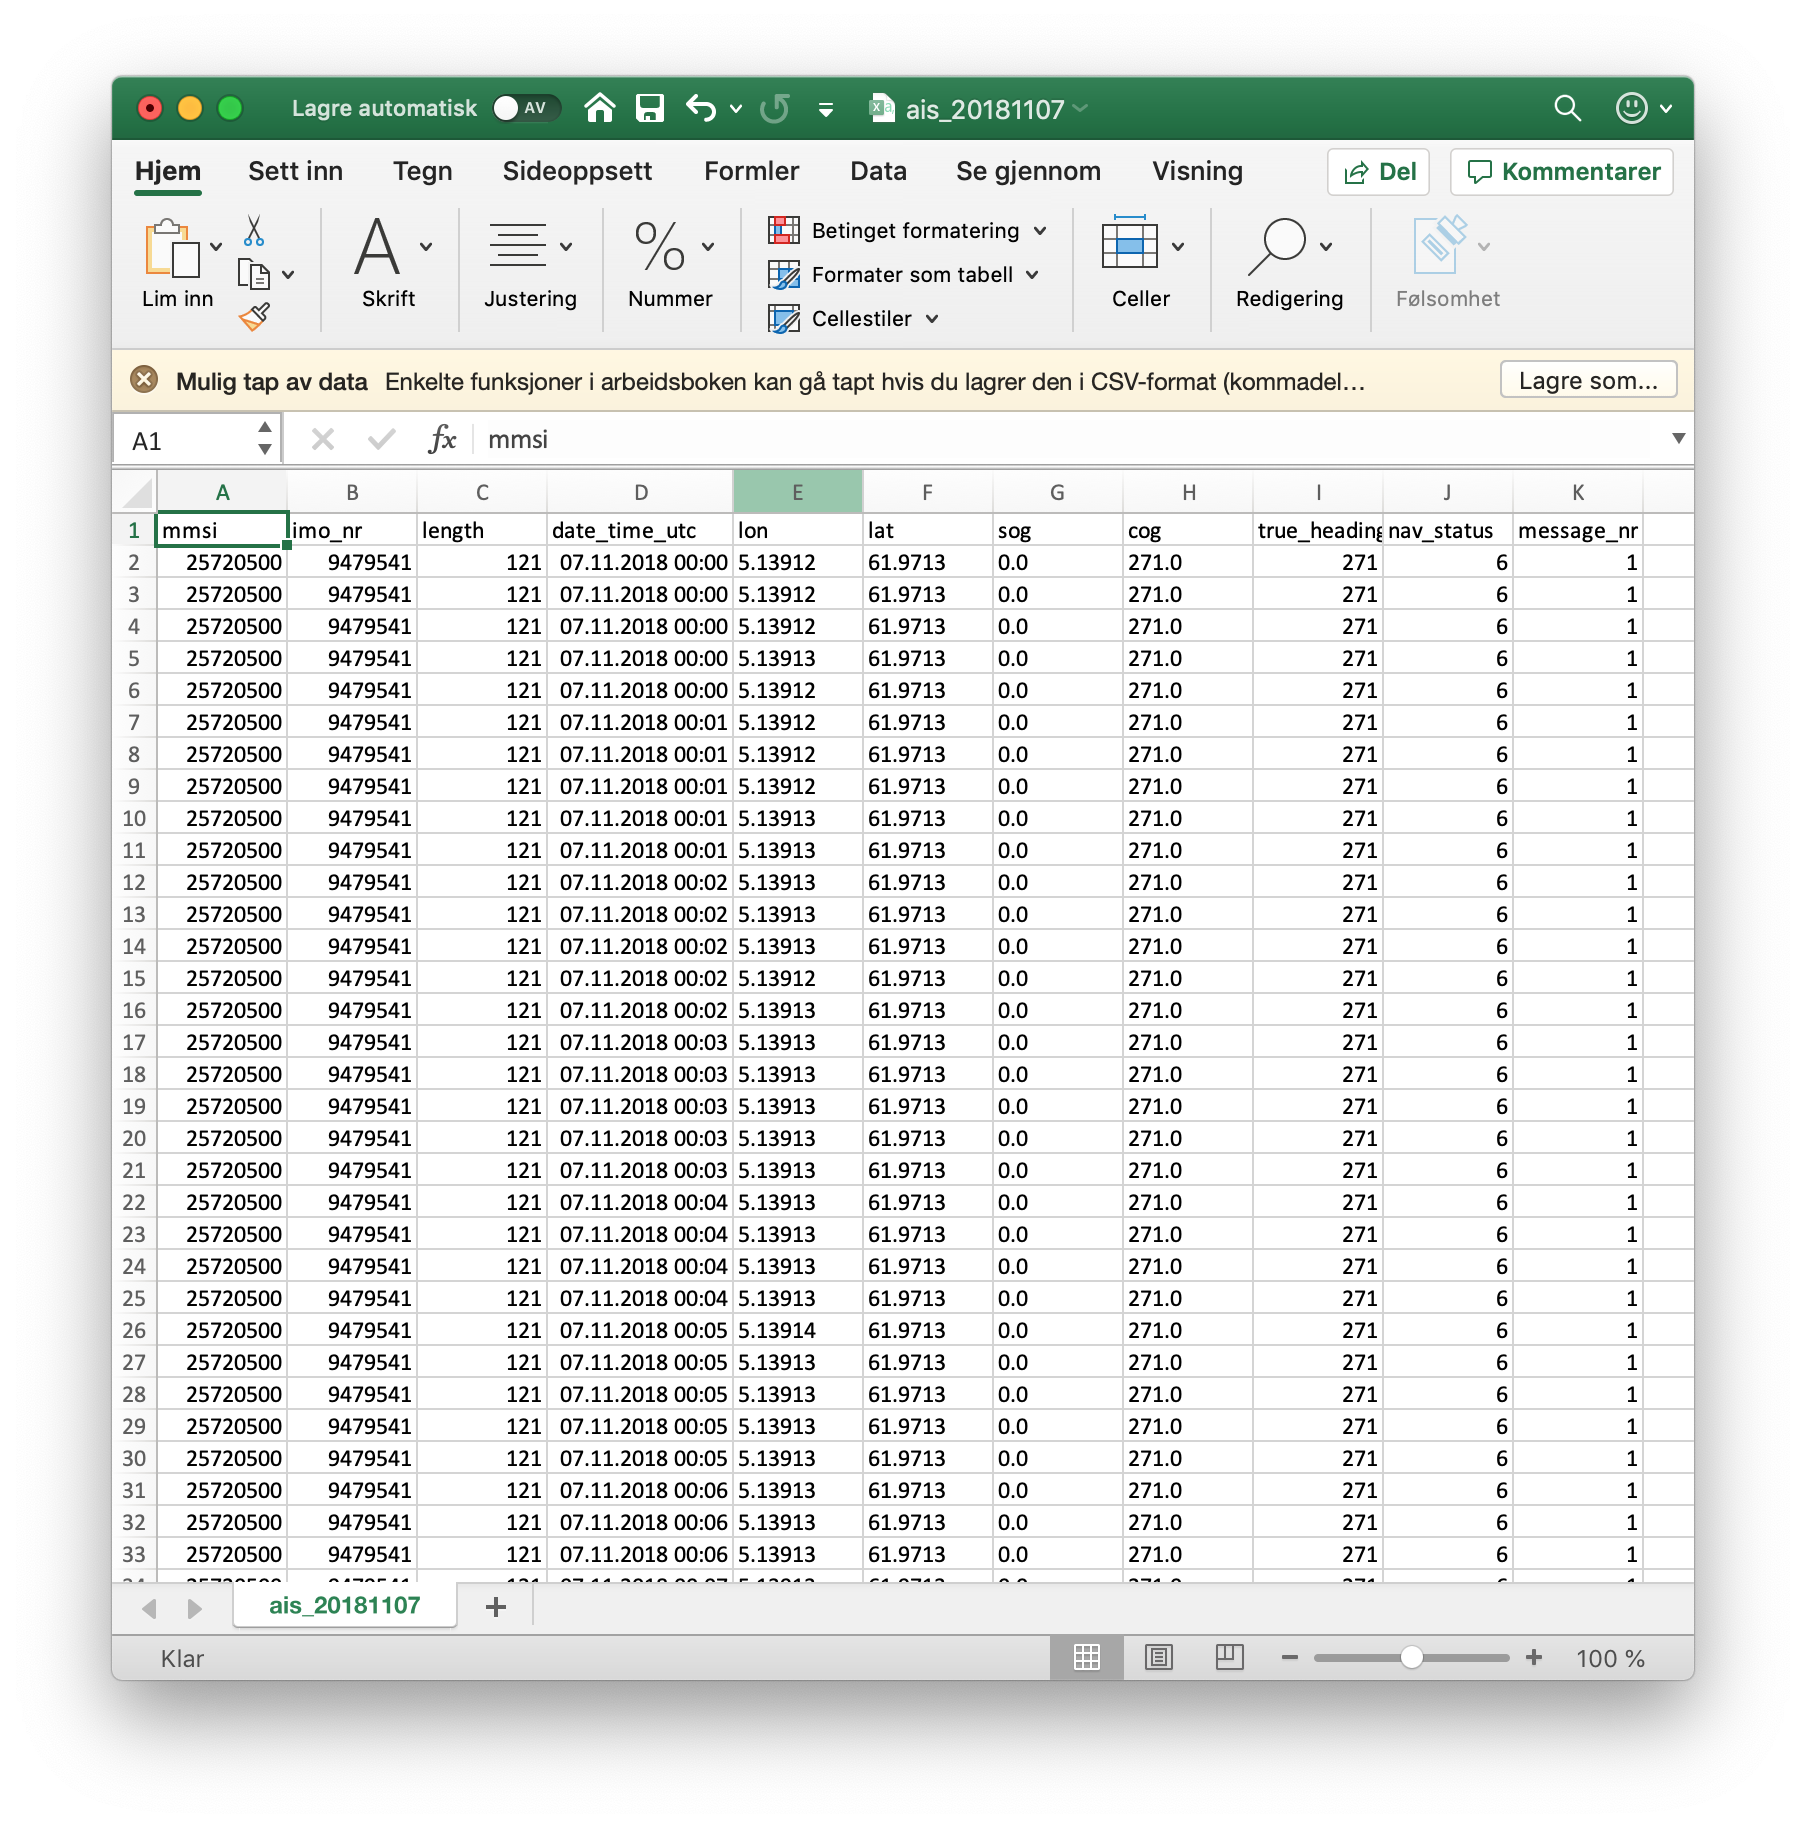 Lagre automatisk AV ais_20181107
Hjem Sett inn Tegn Sideoppsett Formler Data Se gjennom Visning Del Kommentarer
Lim inn Skrift Justering % Nummer Betinget formatering Formater som tabell Cellestiler Celler Redigering Følsomhet
Mulig tap av data Enkelte funksjoner i arbeidsboken kan gå tapt hvis du lagrer den i CSV-format (kommadel… Lagre som...
A1 fx mmsi
A B C D E F G H I J K
1 mmsi imo_nr length date_time_utc lon lat sog cog true_heading nav_status message_nr
2 25720500 9479541 121 07.11.2018 00:00 5.13912 61.9713 0.0 271.0 271 6 1
3 25720500 9479541 121 07.11.2018 00:00 5.13912 61.9713 0.0 271.0 271 6 1
4 25720500 9479541 121 07.11.2018 00:00 5.13912 61.9713 0.0 271.0 271 6 1
5 25720500 9479541 121 07.11.2018 00:00 5.13913 61.9713 0.0 271.0 271 6 1
6 25720500 9479541 121 07.11.2018 00:00 5.13912 61.9713 0.0 271.0 271 6 1
7 25720500 9479541 121 07.11.2018 00:01 5.13912 61.9713 0.0 271.0 271 6 1
8 25720500 9479541 121 07.11.2018 00:01 5.13912 61.9713 0.0 271.0 271 6 1
9 25720500 9479541 121 07.11.2018 00:01 5.13912 61.9713 0.0 271.0 271 6 1
10 25720500 9479541 121 07.11.2018 00:01 5.13913 61.9713 0.0 271.0 271 6 1
11 25720500 9479541 121 07.11.2018 00:01 5.13913 61.9713 0.0 271.0 271 6 1
12 25720500 9479541 121 07.11.2018 00:02 5.13913 61.9713 0.0 271.0 271 6 1
13 25720500 9479541 121 07.11.2018 00:02 5.13913 61.9713 0.0 271.0 271 6 1
14 25720500 9479541 121 07.11.2018 00:02 5.13913 61.9713 0.0 271.0 271 6 1
15 25720500 9479541 121 07.11.2018 00:02 5.13912 61.9713 0.0 271.0 271 6 1
16 25720500 9479541 121 07.11.2018 00:02 5.13913 61.9713 0.0 271.0 271 6 1
17 25720500 9479541 121 07.11.2018 00:03 5.13913 61.9713 0.0 271.0 271 6 1
18 25720500 9479541 121 07.11.2018 00:03 5.13913 61.9713 0.0 271.0 271 6 1
19 25720500 9479541 121 07.11.2018 00:03 5.13913 61.9713 0.0 271.0 271 6 1
20 25720500 9479541 121 07.11.2018 00:03 5.13913 61.9713 0.0 271.0 271 6 1
21 25720500 9479541 121 07.11.2018 00:03 5.13913 61.9713 0.0 271.0 271 6 1
22 25720500 9479541 121 07.11.2018 00:04 5.13913 61.9713 0.0 271.0 271 6 1
23 25720500 9479541 121 07.11.2018 00:04 5.13913 61.9713 0.0 271.0 271 6 1
24 25720500 9479541 121 07.11.2018 00:04 5.13913 61.9713 0.0 271.0 271 6 1
25 25720500 9479541 121 07.11.2018 00:04 5.13913 61.9713 0.0 271.0 271 6 1
26 25720500 9479541 121 07.11.2018 00:05 5.13914 61.9713 0.0 271.0 271 6 1
27 25720500 9479541 121 07.11.2018 00:05 5.13913 61.9713 0.0 271.0 271 6 1
28 25720500 9479541 121 07.11.2018 00:05 5.13913 61.9713 0.0 271.0 271 6 1
29 25720500 9479541 121 07.11.2018 00:05 5.13913 61.9713 0.0 271.0 271 6 1
30 25720500 9479541 121 07.11.2018 00:05 5.13913 61.9713 0.0 271.0 271 6 1
31 25720500 9479541 121 07.11.2018 00:06 5.13913 61.9713 0.0 271.0 271 6 1
32 25720500 9479541 121 07.11.2018 00:06 5.13913 61.9713 0.0 271.0 271 6 1
33 25720500 9479541 121 07.11.2018 00:06 5.13913 61.9713 0.0 271.0 271 6 1
ais_20181107
Klar 100 %